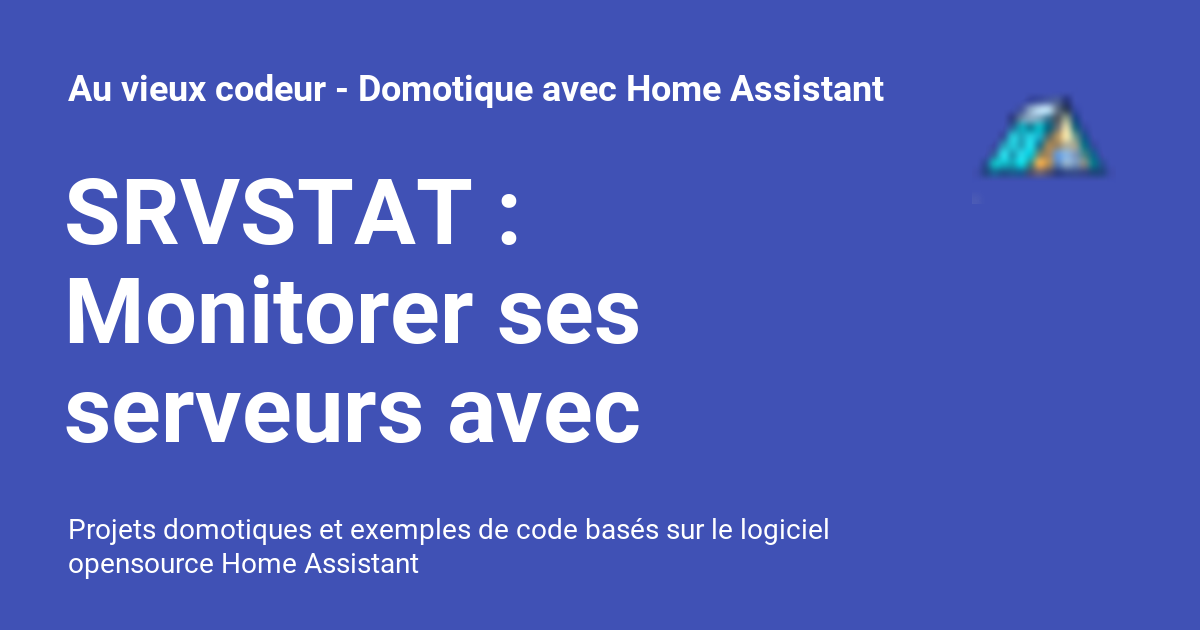 Au vieux codeur - Domotique avec Home Assistant
SRVSTAT :
Monitorer ses
serveurs avec
Projets domotiques et exemples de code basés sur le logiciel
opensource Home Assistant